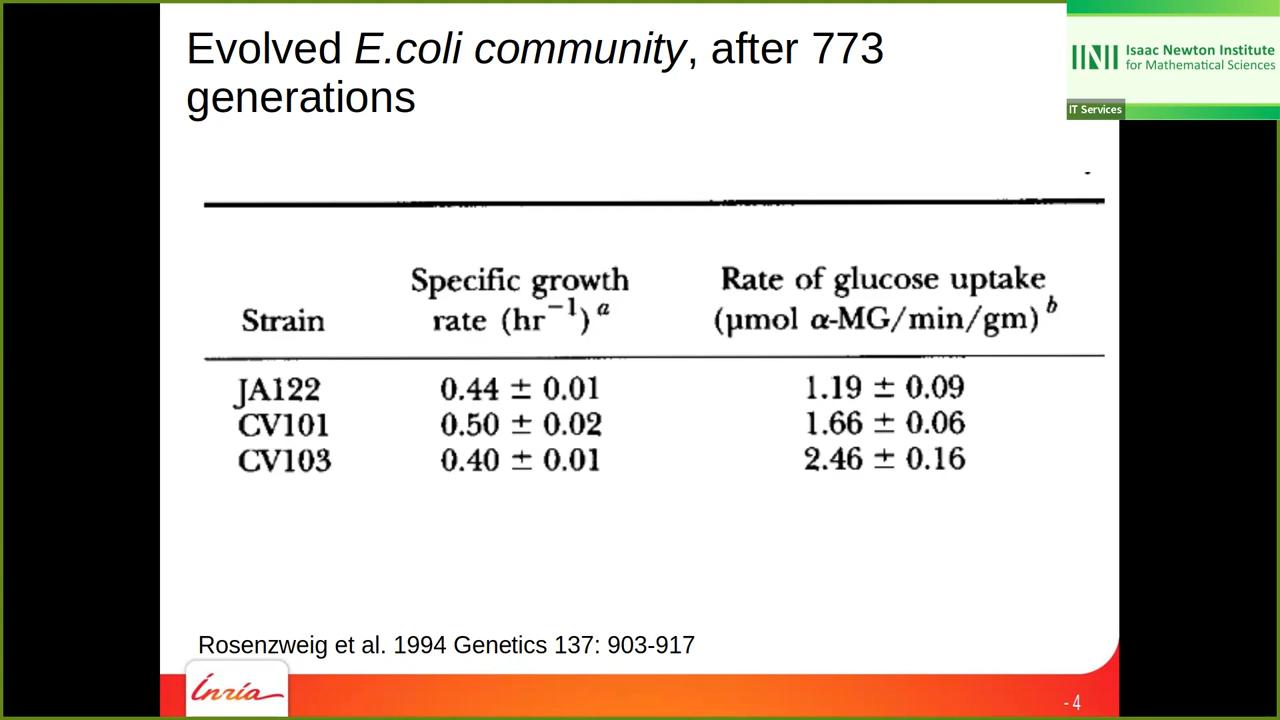 Evolved E.coli community, after 773
generations
Isaac Newton Institute
for Mathematical Sciences
IT Services
Strain Specific growth rate (hr⁻¹) ᵃ Rate of glucose uptake (µmol α-MG/min/gm) ᵇ
JA122 0.44 ± 0.01 1.19 ± 0.09
CV101 0.50 ± 0.02 1.66 ± 0.06
CV103 0.40 ± 0.01 2.46 ± 0.16
Rosenzweig et al. 1994 Genetics 137: 903-917
Inria
- 4